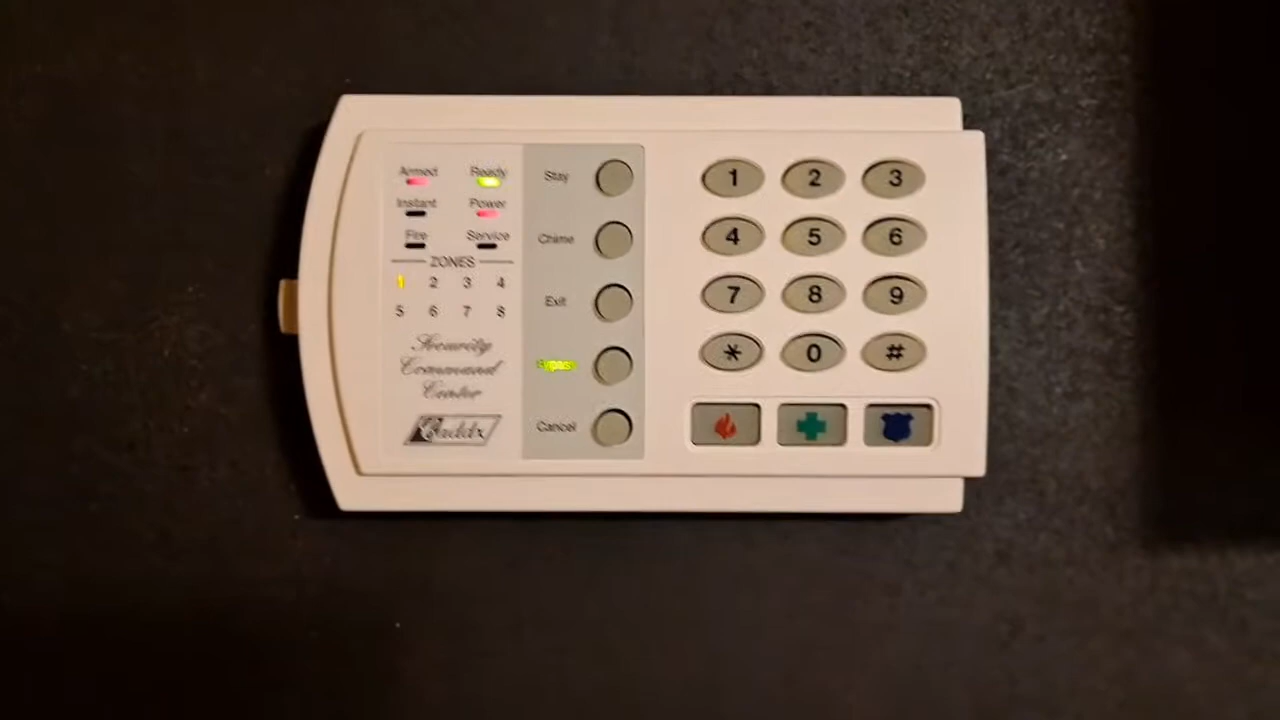 Armed Ready
Instant Power
Fire Service
ZONES
1 2 3 4
5 6 7 8
Security
Command
Center
Caddx
Stay
Chime
Exit
Bypass
Cancel
1 2 3
4 5 6
7 8 9
* 0 #